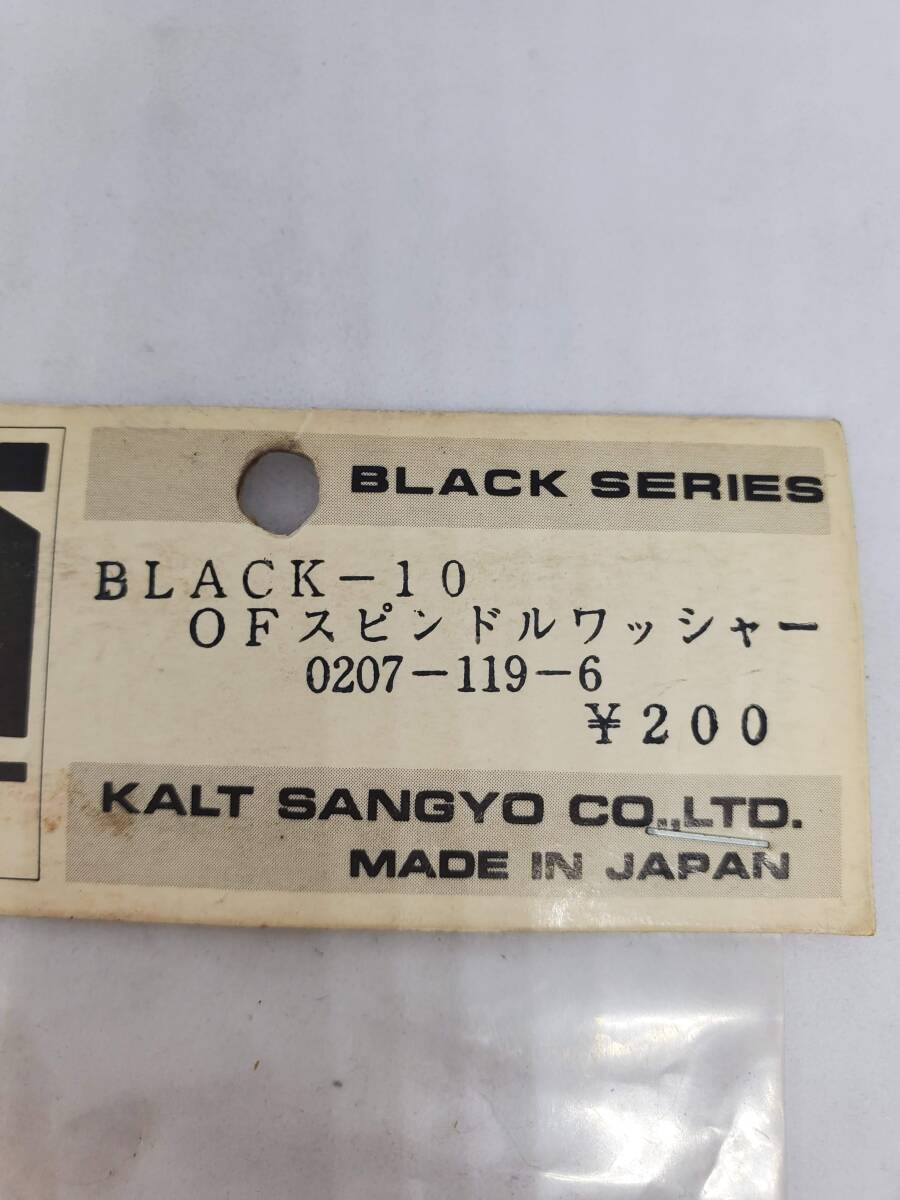 BLACK SERIES
BLACK-10
OFスピンドルワッシャー
0207-119-6
¥200
KALT SANGYO CO.,LTD.
MADE IN JAPAN